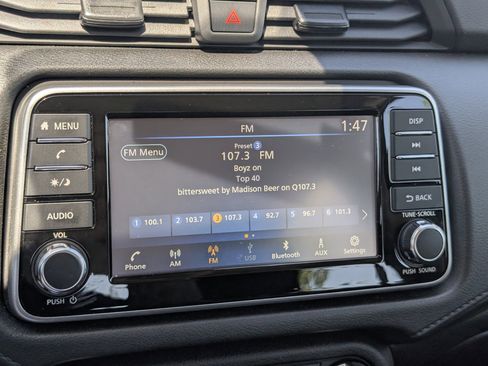 FM 1:47
MENU
DISP
FM Menu
Preset 3
107.3 FM
Boyz on
Top 40
bittersweet by Madison Beer on Q107.3
BACK
AUDIO
1 100.1 2 103.7 3 107.3 4 92.7 5 96.7 6 101.3
VOL
TUNE·SCROLL
Phone AM FM USB Bluetooth AUX Settings
PUSH
PUSH SOUND